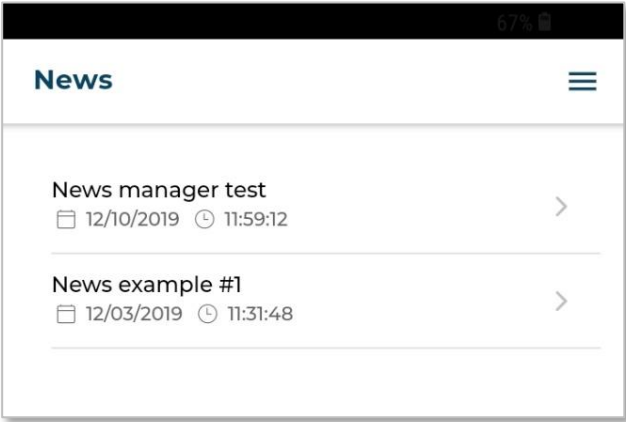 67%
News
News manager test
12/10/2019 11:59:12
News example #1
12/03/2019 11:31:48